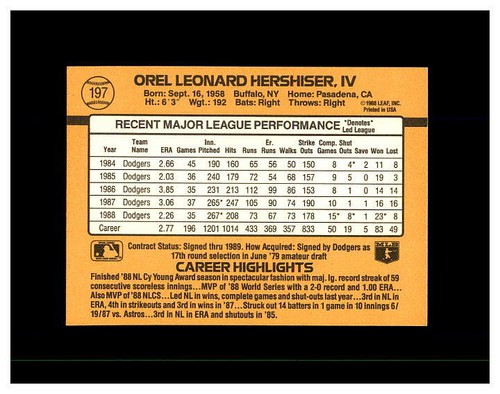 197
OREL LEONARD HERSHISER, IV
Born: Sept. 16, 1958 Buffalo, NY Home: Pasadena, CA
Ht.: 6'3" Wgt.: 192 Bats: Right Throws: Right
©1988 LEAF, INC.
Printed in USA
RECENT MAJOR LEAGUE PERFORMANCE *Denotes Led League
Year Team Name ERA Games Inn. Pitched Hits Runs Er. Runs Walks Strike Outs Comp. Games Shut Outs Save Won Lost
1984 Dodgers 2.66 45 190 160 65 56 50 150 8 4* 2 11 8
1985 Dodgers 2.03 36 240 179 72 54 68 157 9 5 0 19 3
1986 Dodgers 3.85 35 231 213 112 99 86 153 8 1 0 14 14
1987 Dodgers 3.06 37 265* 247 105 90 74 190 10 1 1 16 16
1988 Dodgers 2.26 35 267* 208 73 67 73 178 15* 8* 1 23* 8
Career 2.77 196 1201 1014 433 369 357 833 50 19 5 83 49
Contract Status: Signed thru 1989. How Acquired: Signed by Dodgers as
17th round selection in June '79 amateur draft
CAREER HIGHLIGHTS
Finished '88 NL Cy Young Award season in spectacular fashion with maj. lg. record streak of 59
consecutive scoreless innings...MVP of '88 World Series with a 2-0 record and 1.00 ERA...
Also MVP of '88 NLCS...Led NL in wins, complete games and shut-outs last year...3rd in NL in
ERA, 4th in strikeouts and 3rd in wins in '87...Struck out 14 batters in 1 game in 10 innings 6/
19/87 vs. Astros...3rd in NL in ERA and shutouts in '85.